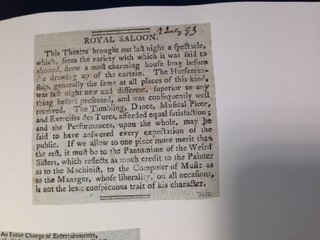 2 July 93
ROYAL SALOON.
This Theatre brought out last night a spectacle,
which, from the variety with which it was said to
abound, drew a most charming house long before
the drawing up of the curtain. The Horseman-
ship, generally the same at all places of this kind,
was last night new and different, superior to any
thing before presented, and was consequently well
received. The Tumbling, Dance, Musical Piece,
and Exercises des Tures, afforded equal satisfaction;
and the Performances, upon the whole, may be
said to have answered every expectation of the
public. If we allow to one piece more merit than
the rest, it must be to the Pantomime of the Weird
Sisters, which reflects as much credit to the Painter
as to the Machinist, to the Composer of Music as
to the Manager, whose liberality, on all occasions,
is not the least conspicuous trait of his character.
An Entire Change of Entertainments,